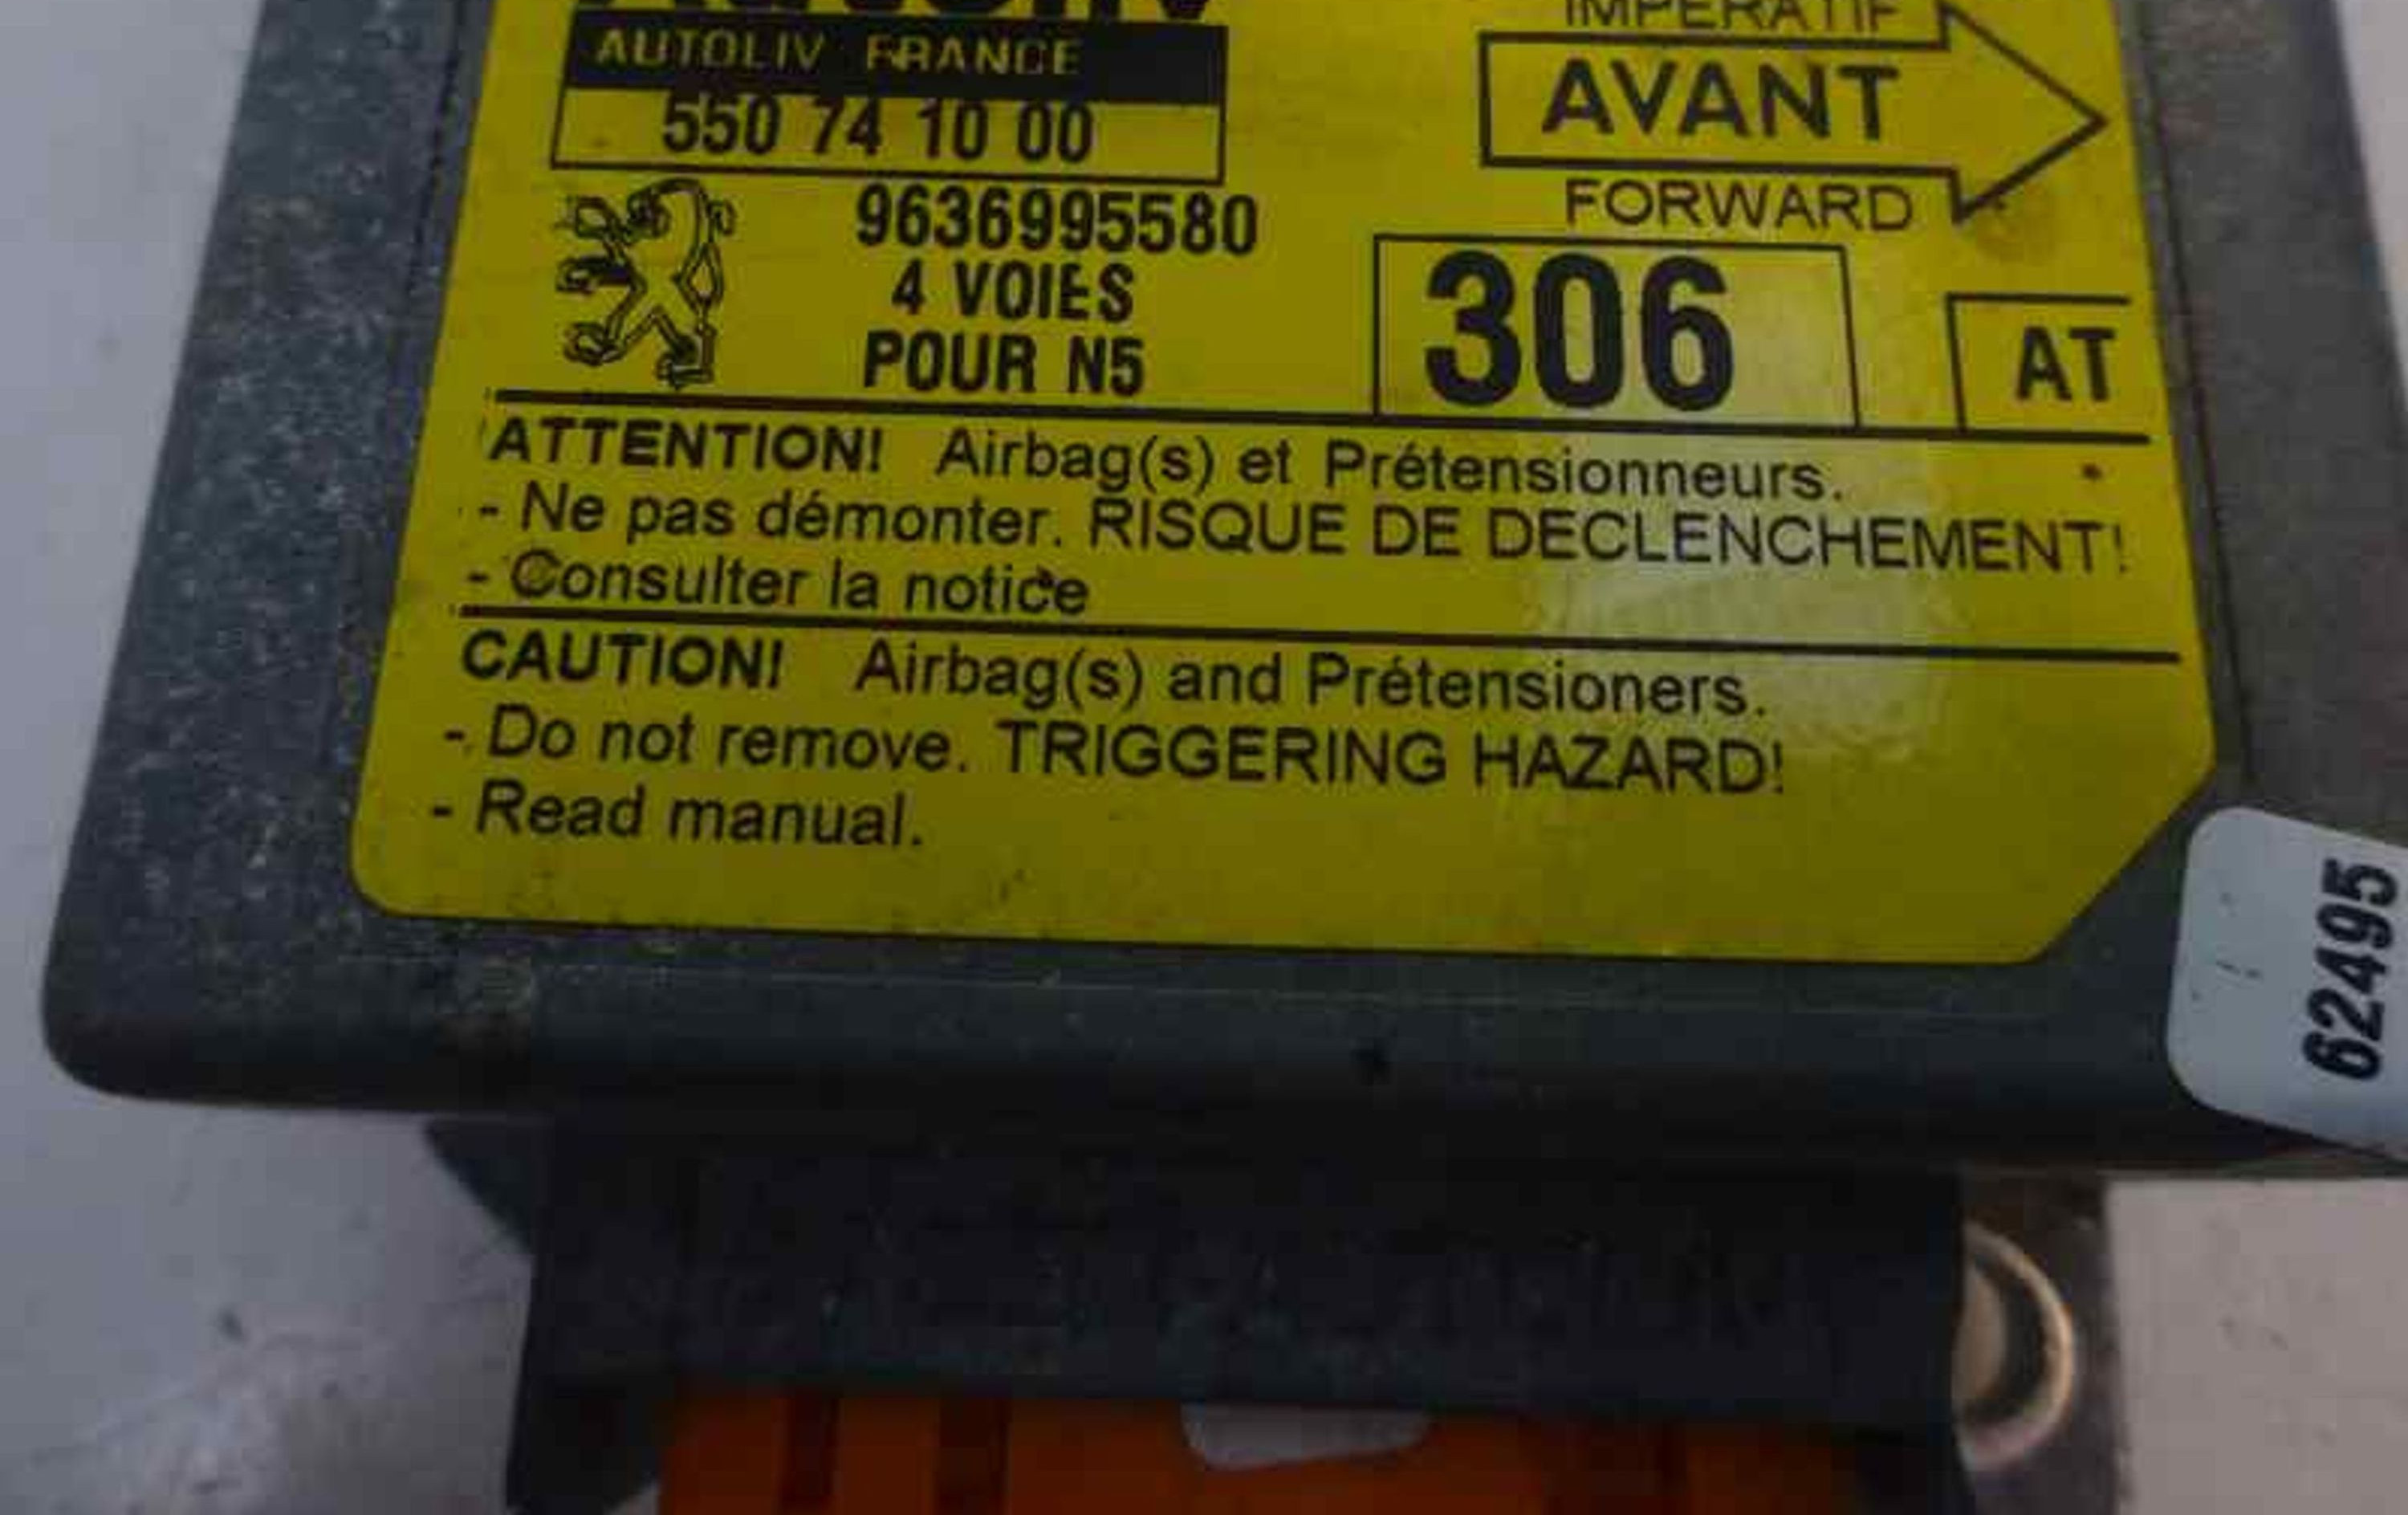 Autoliv
AUTOLIV FRANCE
550 74 10 00
IMPERATIF
AVANT
FORWARD
9636995580
4 VOIES
POUR N5
306
AT
ATTENTION! Airbag(s) et Prétensionneurs.
- Ne pas démonter. RISQUE DE DECLENCHEMENT!
- Consulter la notice
CAUTION! Airbag(s) and Prétensioners.
- Do not remove. TRIGGERING HAZARD!
- Read manual.
62495